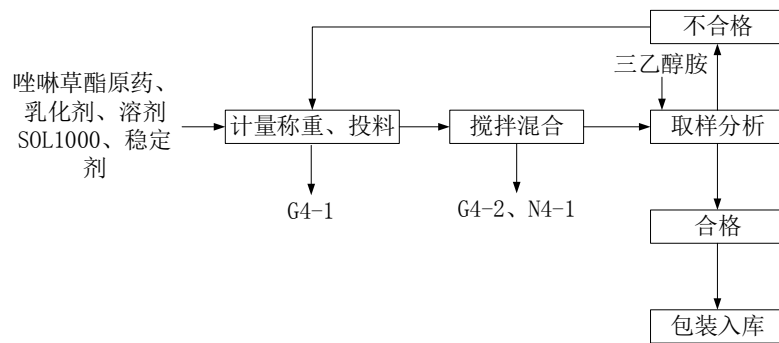 不合格
三乙醇胺
唑啉草酯原药、
乳化剂、溶剂
SOL1000、稳定
剂
计量称重、投料
搅拌混合
取样分析
G4-1
G4-2、N4-1
合格
包装入库